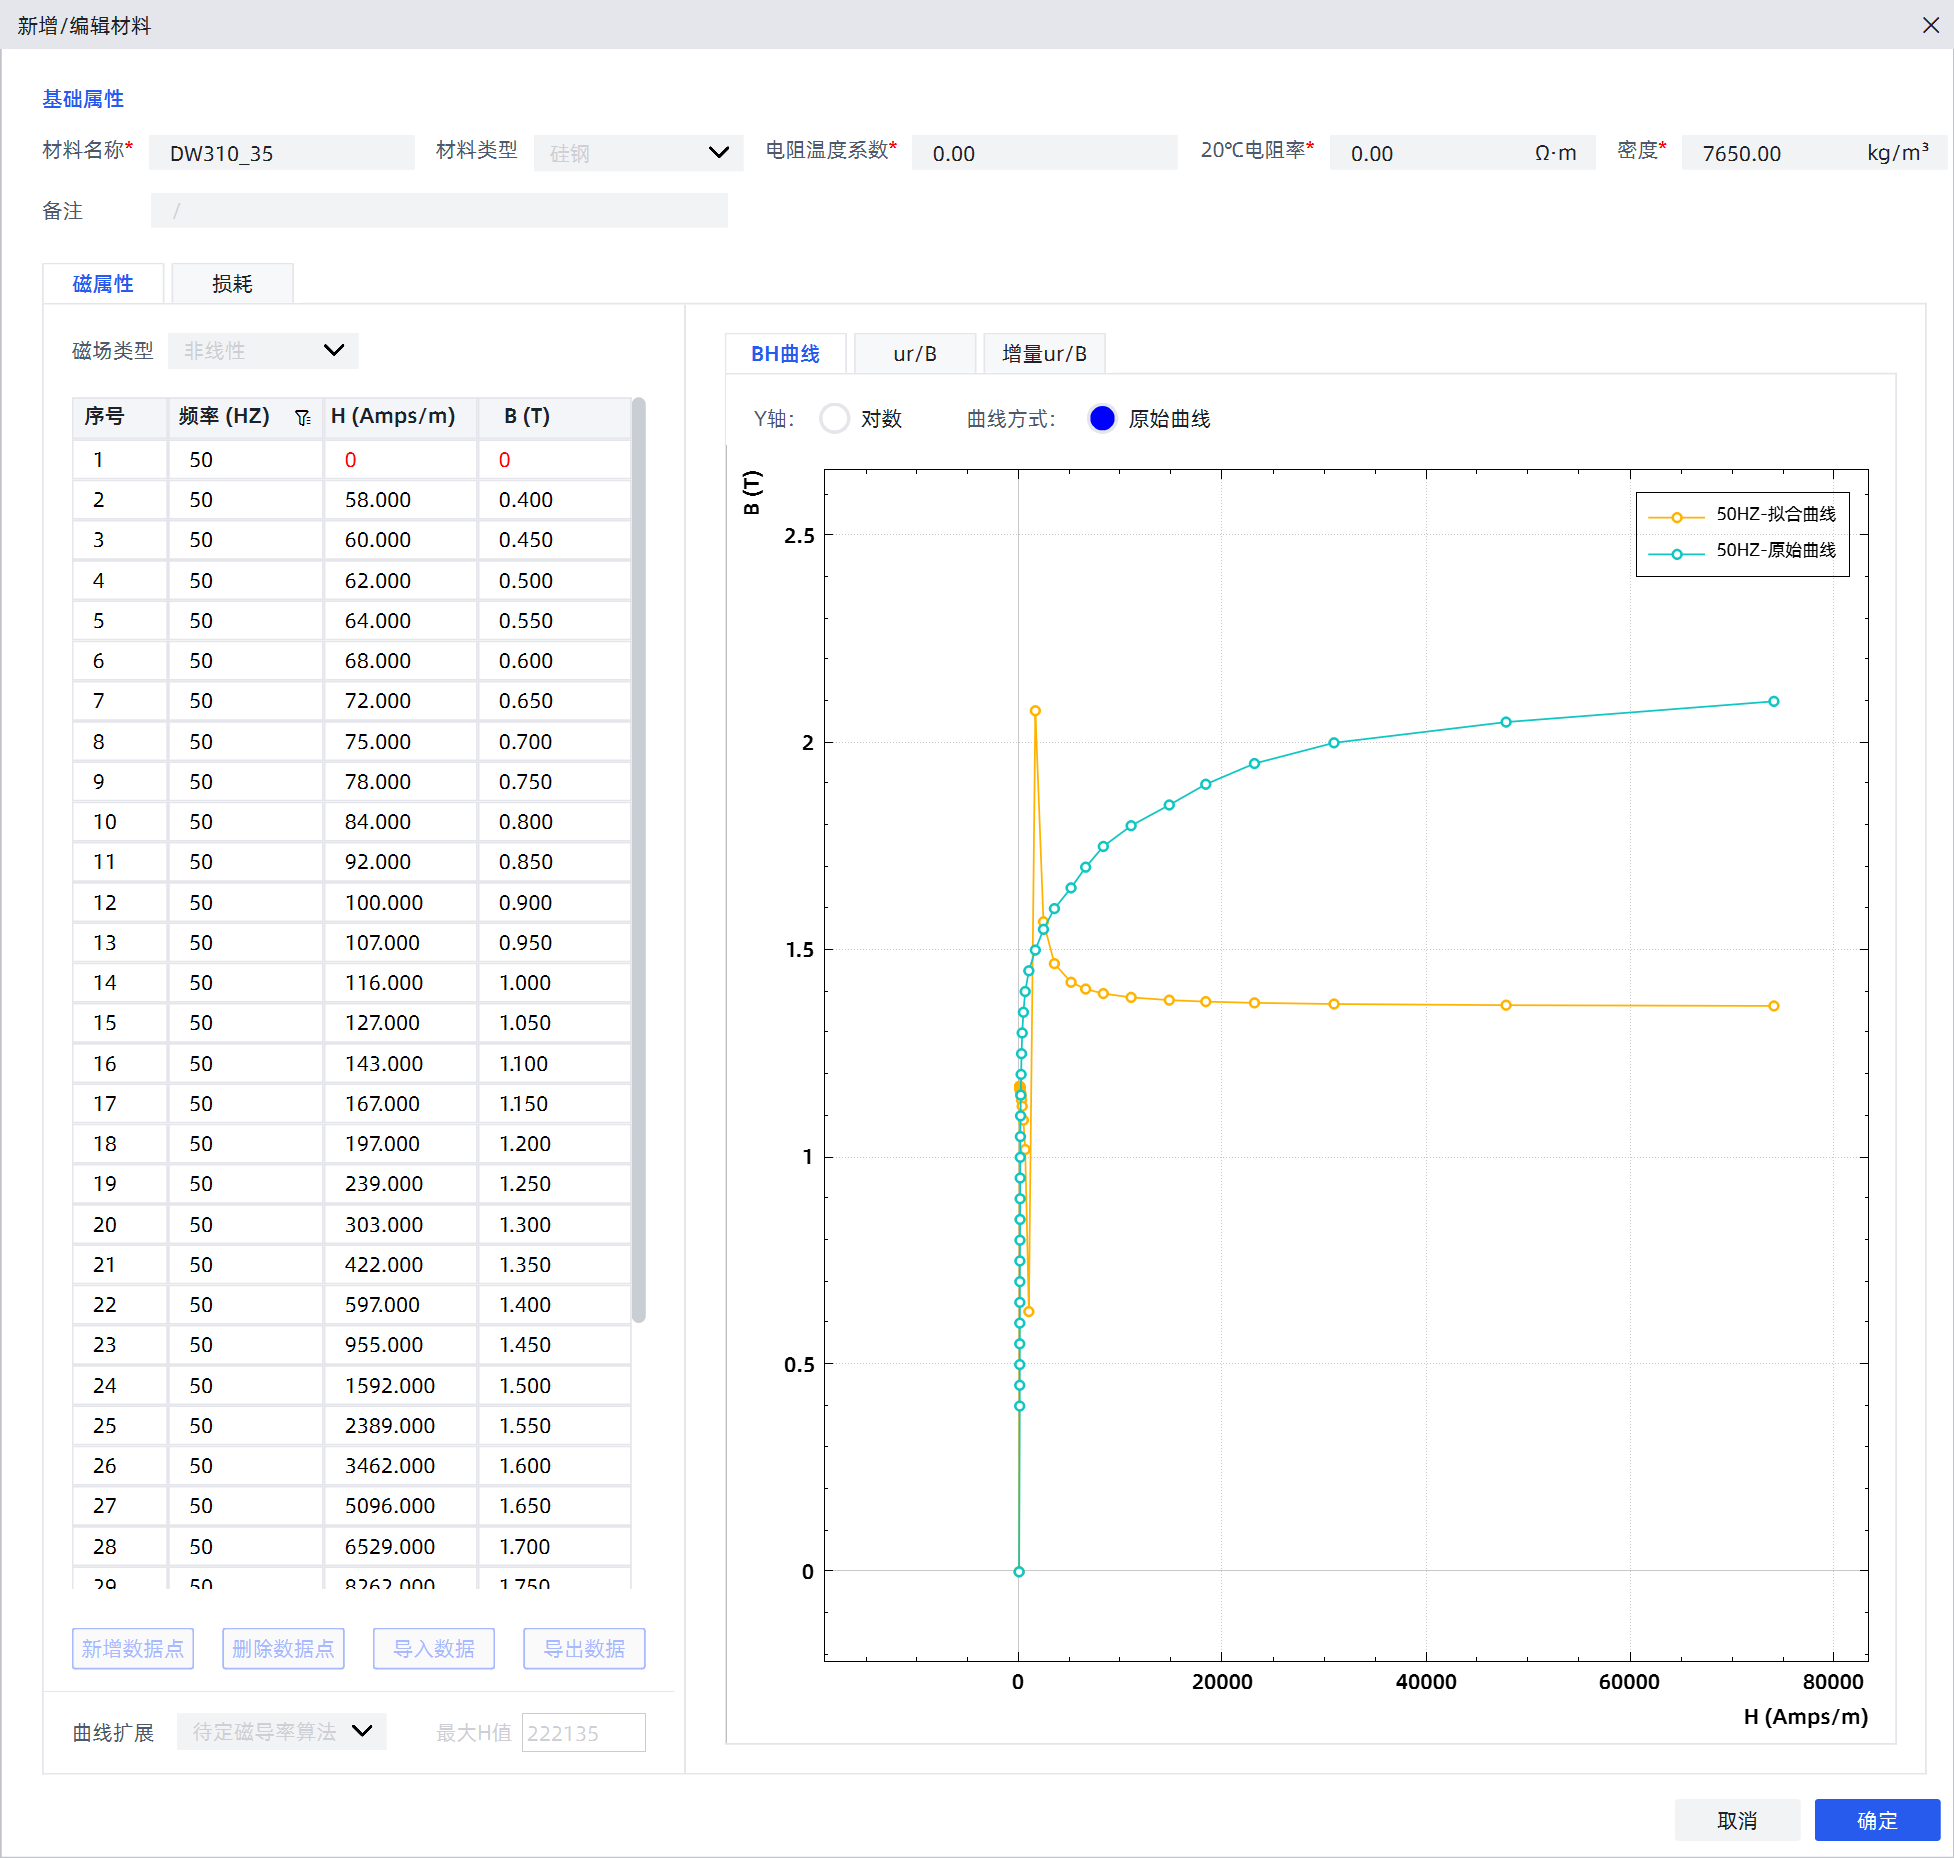 新增/编辑材料
基础属性
材料名称* DW310_35 材料类型 硅钢 电阻温度系数* 0.00 20℃电阻率* 0.00 Ω·m 密度* 7650.00 kg/m³
备注 /
磁属性 损耗
磁场类型 非线性
序号 频率 (HZ) H (Amps/m) B (T)
1 50 0 0
2 50 58.000 0.400
3 50 60.000 0.450
4 50 62.000 0.500
5 50 64.000 0.550
6 50 68.000 0.600
7 50 72.000 0.650
8 50 75.000 0.700
9 50 78.000 0.750
10 50 84.000 0.800
11 50 92.000 0.850
12 50 100.000 0.900
13 50 107.000 0.950
14 50 116.000 1.000
15 50 127.000 1.050
16 50 143.000 1.100
17 50 167.000 1.150
18 50 197.000 1.200
19 50 239.000 1.250
20 50 303.000 1.300
21 50 422.000 1.350
22 50 597.000 1.400
23 50 955.000 1.450
24 50 1592.000 1.500
25 50 2389.000 1.550
26 50 3462.000 1.600
27 50 5096.000 1.650
28 50 6529.000 1.700
29 50 8262.000 1.750
新增数据点 删除数据点 导入数据 导出数据
曲线扩展 待定磁导率算法 最大H值 222135
BH曲线 ur/B 增量ur/B
Y轴: 对数 曲线方式: 原始曲线
B (T)
50HZ-拟合曲线
50HZ-原始曲线
2.5
2
1.5
1
0.5
0
0 20000 40000 60000 80000
H (Amps/m)
取消 确定